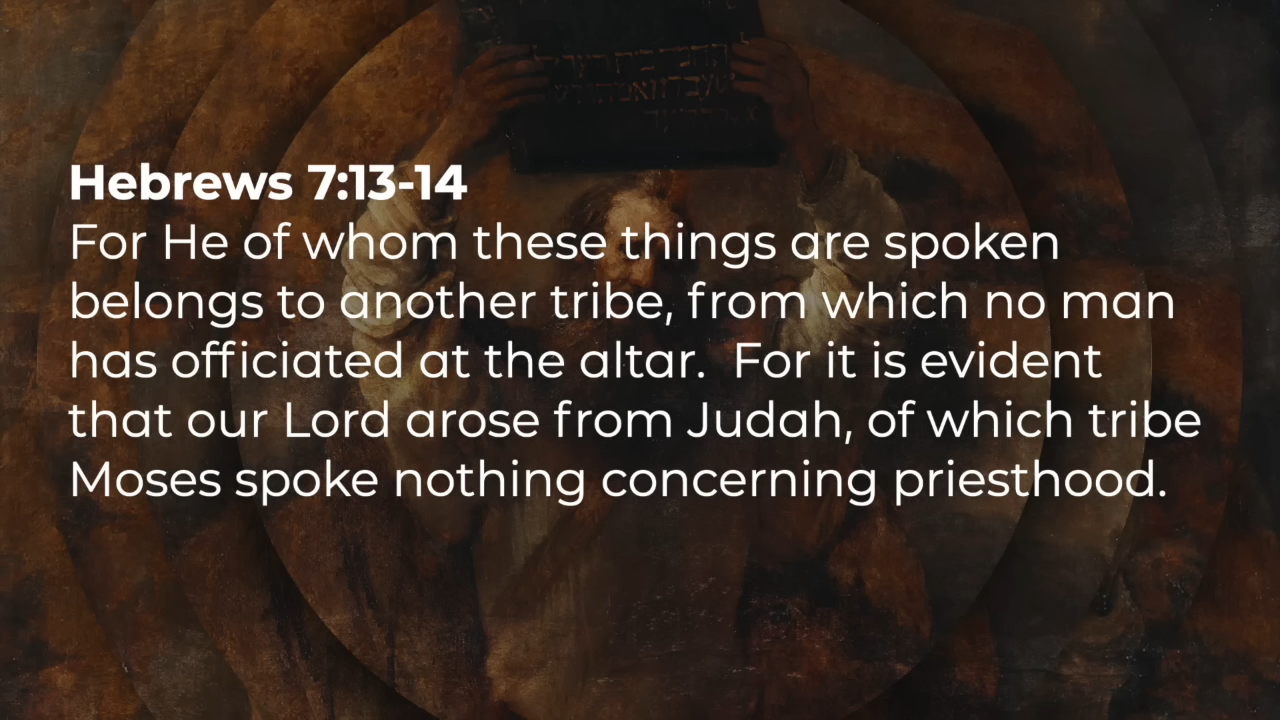 Hebrews 7:13-14
For He of whom these things are spoken
belongs to another tribe, from which no man
has officiated at the altar.  For it is evident
that our Lord arose from Judah, of which tribe
Moses spoke nothing concerning priesthood.